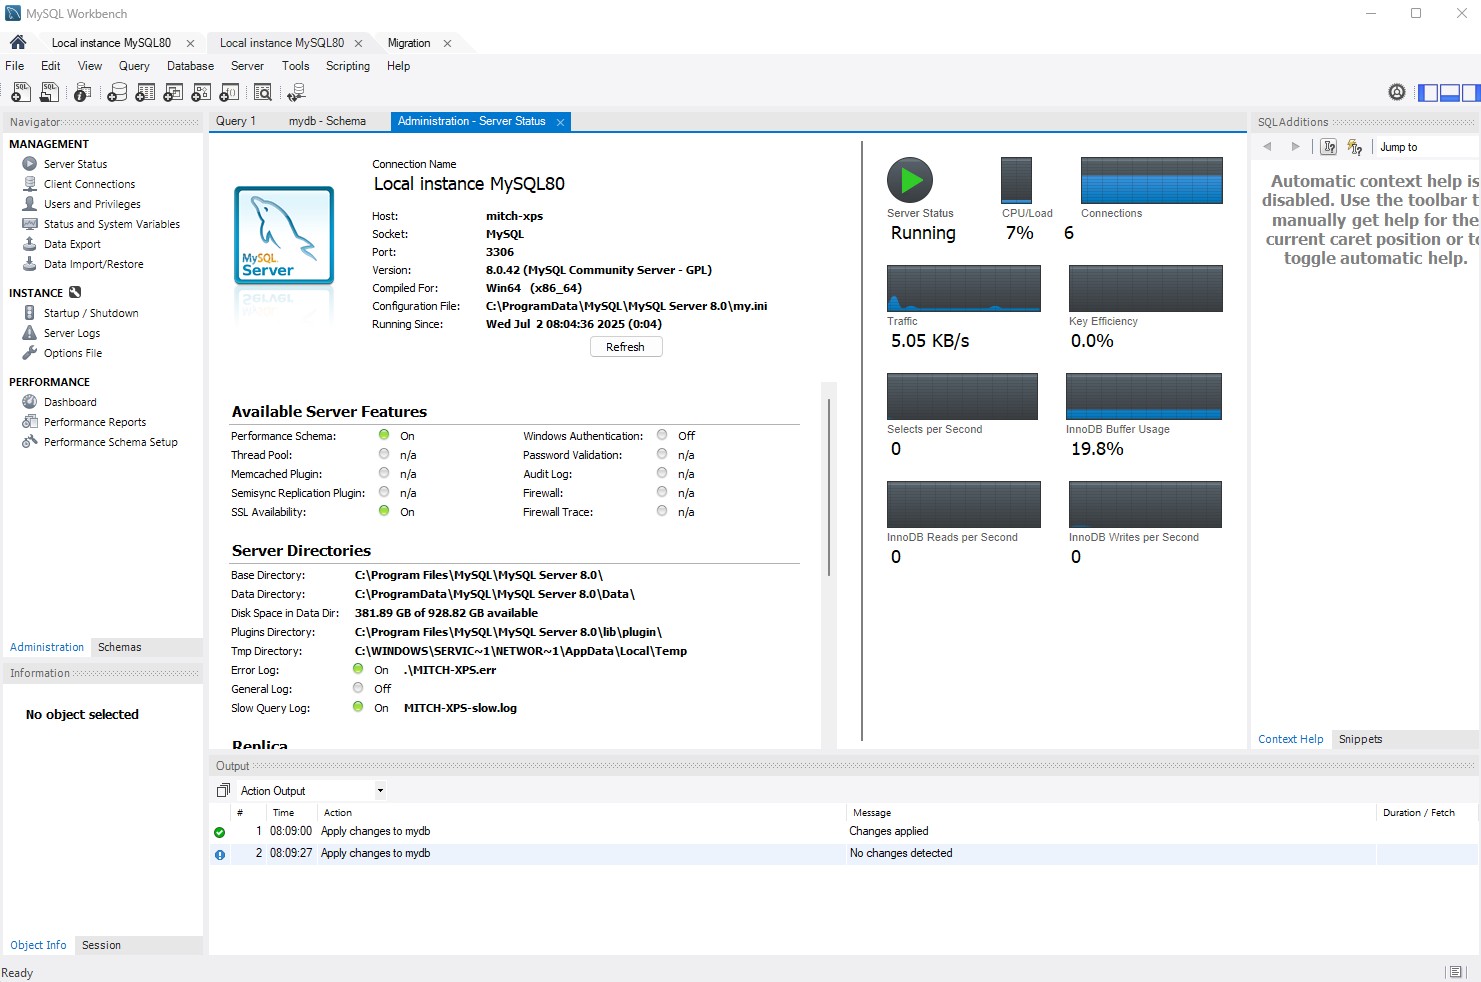 MySQL Workbench
Local instance MySQL80
Local instance MySQL80
Migration
File Edit View Query Database Server Tools Scripting Help
Navigator
MANAGEMENT
Server Status
Client Connections
Users and Privileges
Status and System Variables
Data Export
Data Import/Restore
INSTANCE
Startup / Shutdown
Server Logs
Options File
PERFORMANCE
Dashboard
Performance Reports
Performance Schema Setup
Administration Schemas
Information
No object selected
Object Info Session
Query 1 mydb - Schema Administration - Server Status
MySQL
Server
Connection Name
Local instance MySQL80
Host: mitch-xps
Socket: MySQL
Port: 3306
Version: 8.0.42 (MySQL Community Server - GPL)
Compiled For: Win64 (x86_64)
Configuration File: C:\ProgramData\MySQL\MySQL Server 8.0\my.ini
Running Since: Wed Jul 2 08:04:36 2025 (0:04)
Refresh
Available Server Features
Performance Schema: On Windows Authentication: Off
Thread Pool: n/a Password Validation: n/a
Memcached Plugin: n/a Audit Log: n/a
Semisync Replication Plugin: n/a Firewall: n/a
SSL Availability: On Firewall Trace: n/a
Server Directories
Base Directory: C:\Program Files\MySQL\MySQL Server 8.0\
Data Directory: C:\ProgramData\MySQL\MySQL Server 8.0\Data\
Disk Space in Data Dir: 381.89 GB of 928.82 GB available
Plugins Directory: C:\Program Files\MySQL\MySQL Server 8.0\lib\plugin\
Tmp Directory: C:\WINDOWS\SERVIC~1\NETWOR~1\AppData\Local\Temp
Error Log: On .\MITCH-XPS.err
General Log: Off
Slow Query Log: On MITCH-XPS-slow.log
Replica
Server Status CPU/Load Connections
Running 7% 6
Traffic Key Efficiency
5.05 KB/s 0.0%
Selects per Second InnoDB Buffer Usage
0 19.8%
InnoDB Reads per Second InnoDB Writes per Second
0 0
SQLAdditions
Jump to
Automatic context help is
disabled. Use the toolbar t
manually get help for the
current caret position or to
toggle automatic help.
Context Help Snippets
Output
Action Output
# Time Action Message Duration / Fetch
1 08:09:00 Apply changes to mydb Changes applied
2 08:09:27 Apply changes to mydb No changes detected
Ready